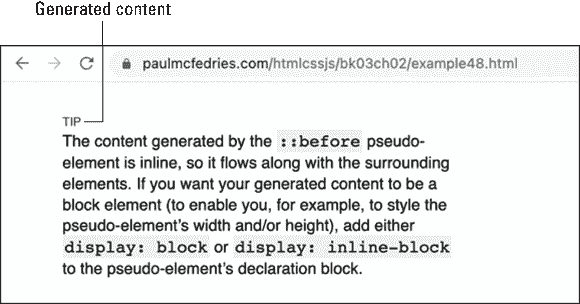 Generated content
paulmcfedries.com/htmlcssjs/bk03ch02/example48.html
TIP
The content generated by the ::before pseudo-
element is inline, so it flows along with the surrounding
elements. If you want your generated content to be a
block element (to enable you, for example, to style the
pseudo-element's width and/or height), add either
display: block or display: inline-block
to the pseudo-element's declaration block.